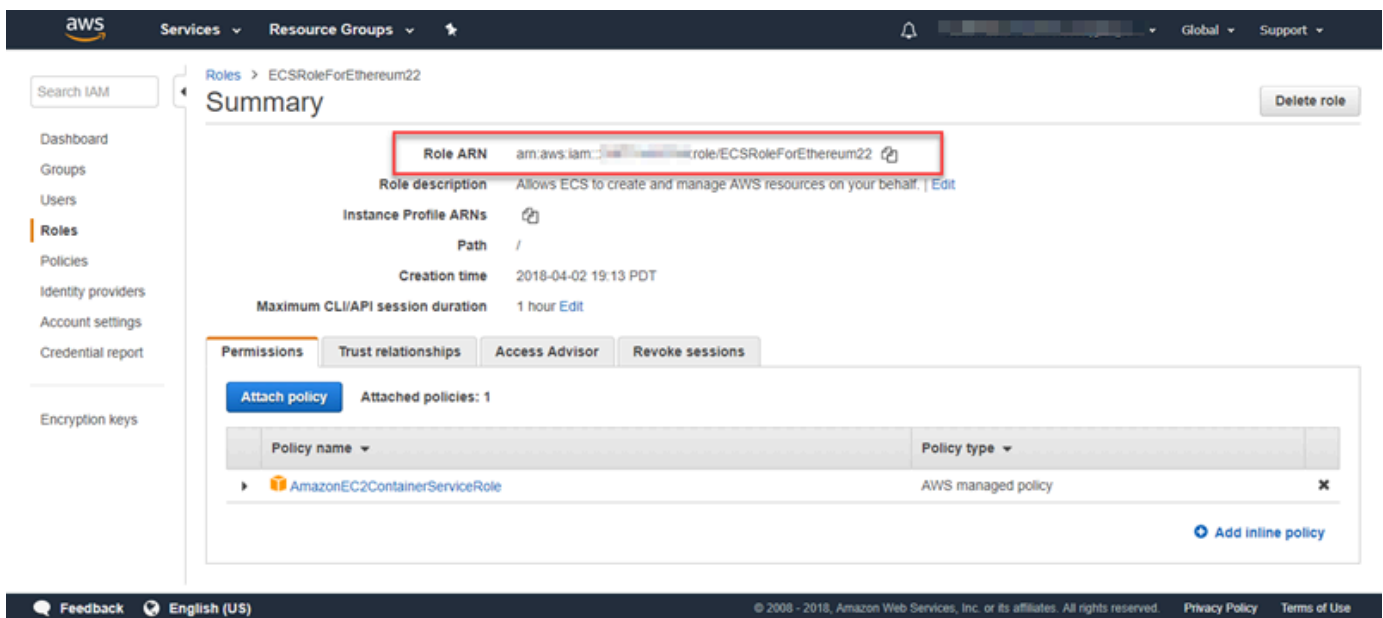 aws Services Resource Groups Global Support
Roles > ECSRoleForEthereum22
Search IAM
Summary
Delete role
Dashboard
Groups
Users
Roles
Policies
Identity providers
Account settings
Credential report
Encryption keys
Role ARN arn:aws:iam:: :role/ECSRoleForEthereum22
Role description Allows ECS to create and manage AWS resources on your behalf. | Edit
Instance Profile ARNs
Path /
Creation time 2018-04-02 19:13 PDT
Maximum CLI/API session duration 1 hour Edit
Permissions Trust relationships Access Advisor Revoke sessions
Attach policy Attached policies: 1
Policy name Policy type
AmazonEC2ContainerServiceRole AWS managed policy
Add inline policy
Feedback English (US) © 2008 - 2018, Amazon Web Services, Inc. or its affiliates. All rights reserved. Privacy Policy Terms of Use